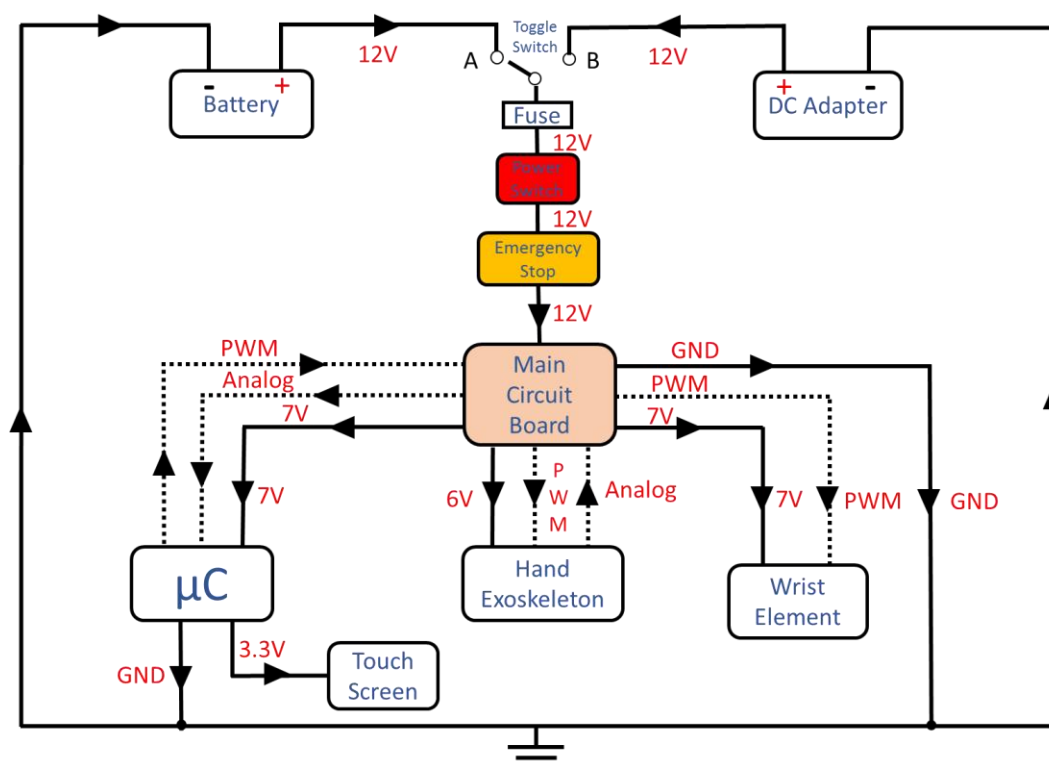 Toggle
Switch
12V
A
B
12V
-
+
Battery
+
-
DC Adapter
Fuse
12V
Power
Switch
12V
Emergency
Stop
12V
PWM
Analog
7V
7V
Main
Circuit
Board
GND
PWM
7V
6V
P
W
M
Analog
7V
PWM
GND
µC
Hand
Exoskeleton
Wrist
Element
GND
3.3V
Touch
Screen